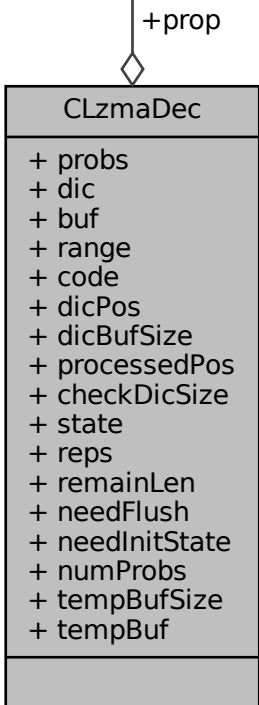 +prop
CLzmaDec
+ probs
+ dic
+ buf
+ range
+ code
+ dicPos
+ dicBufSize
+ processedPos
+ checkDicSize
+ state
+ reps
+ remainLen
+ needFlush
+ needInitState
+ numProbs
+ tempBufSize
+ tempBuf